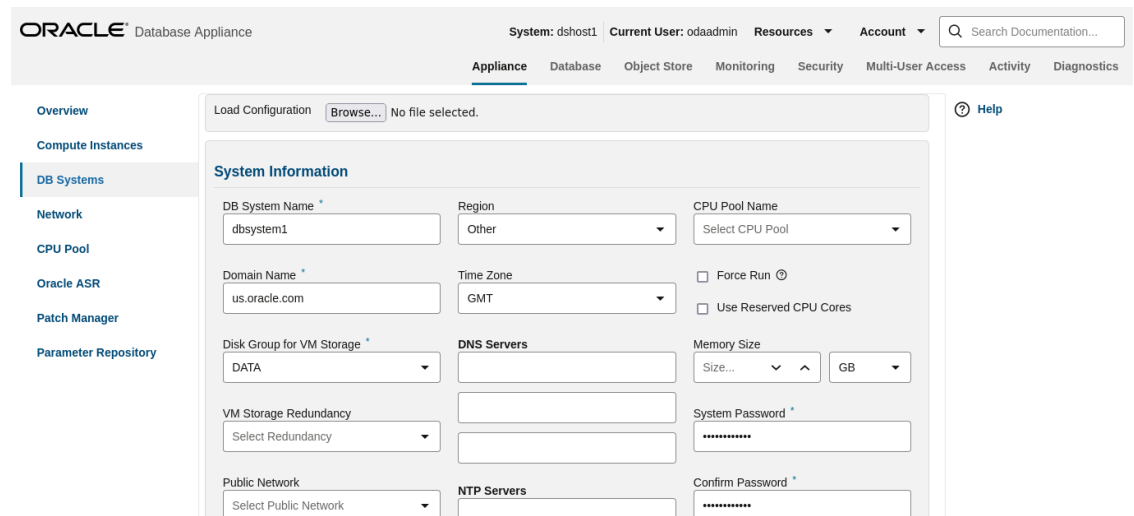 ORACLE® Database Appliance
System: dshost1 Current User: odaadmin Resources Account Search Documentation...
Appliance Database Object Store Monitoring Security Multi-User Access Activity Diagnostics
Overview
Compute Instances
DB Systems
Network
CPU Pool
Oracle ASR
Patch Manager
Parameter Repository
Load Configuration Browse... No file selected.
System Information
DB System Name *
dbsystem1
Domain Name *
us.oracle.com
Disk Group for VM Storage *
DATA
VM Storage Redundancy
Select Redundancy
Public Network
Select Public Network
Region
Other
Time Zone
GMT
DNS Servers
NTP Servers
CPU Pool Name
Select CPU Pool
Force Run
Use Reserved CPU Cores
Memory Size
Size... GB
System Password *
••••••••••••
Confirm Password *
••••••••••••
Help